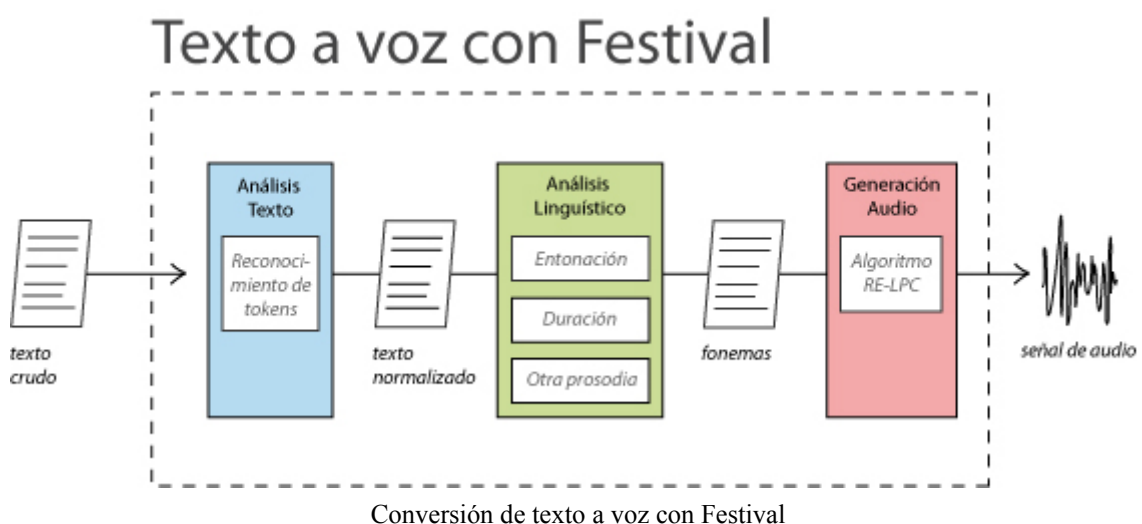 Texto a voz con Festival
Análisis
Texto
Reconoci-
miento de
tokens
Análisis
Linguístico
Entonación
Duración
Otra prosodia
Generación
Audio
Algoritmo
RE-LPC
texto
crudo
texto
normalizado
fonemas
señal de audio
Conversión de texto a voz con Festival